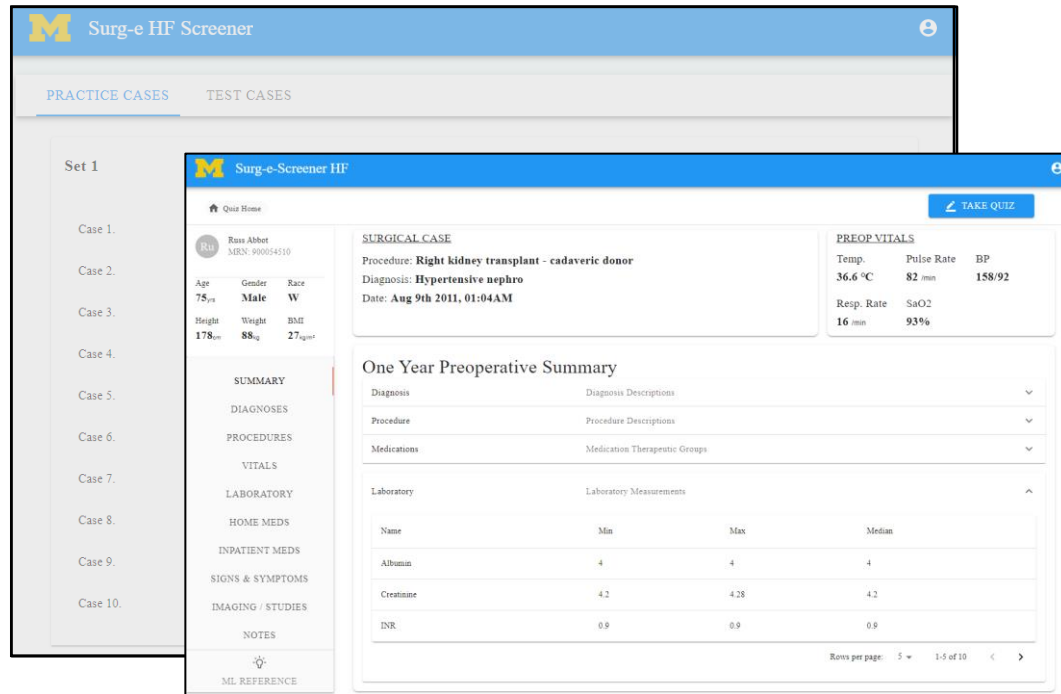 M Surg-e HF Screener
PRACTICE CASES TEST CASES
Set 1
Case 1.
Case 2.
Case 3.
Case 4.
Case 5.
Case 6.
Case 7.
Case 8.
Case 9.
Case 10.
M Surg-e-Screener HF
Quiz Home
TAKE QUIZ
Ru
Russ Abbot
MRN: 900054510
Age Gender Race
75yrs Male W
Height Weight BMI
178cm 88kg 27kg/m²
SUMMARY
DIAGNOSES
PROCEDURES
VITALS
LABORATORY
HOME MEDS
INPATIENT MEDS
SIGNS & SYMPTOMS
IMAGING / STUDIES
NOTES
ML REFERENCE
SURGICAL CASE
Procedure: Right kidney transplant - cadaveric donor
Diagnosis: Hypertensive nephro
Date: Aug 9th 2011, 01:04AM
PREOP VITALS
Temp. Pulse Rate BP
36.6 °C 82 /min 158/92
Resp. Rate SaO2
16 /min 93%
One Year Preoperative Summary
Diagnosis Diagnosis Descriptions
Procedure Procedure Descriptions
Medications Medication Therapeutic Groups
Laboratory Laboratory Measurements
Name Min Max Median
Albumin 4 4 4
Creatinine 4.2 4.28 4.2
INR 0.9 0.9 0.9
Rows per page: 5 1-5 of 10